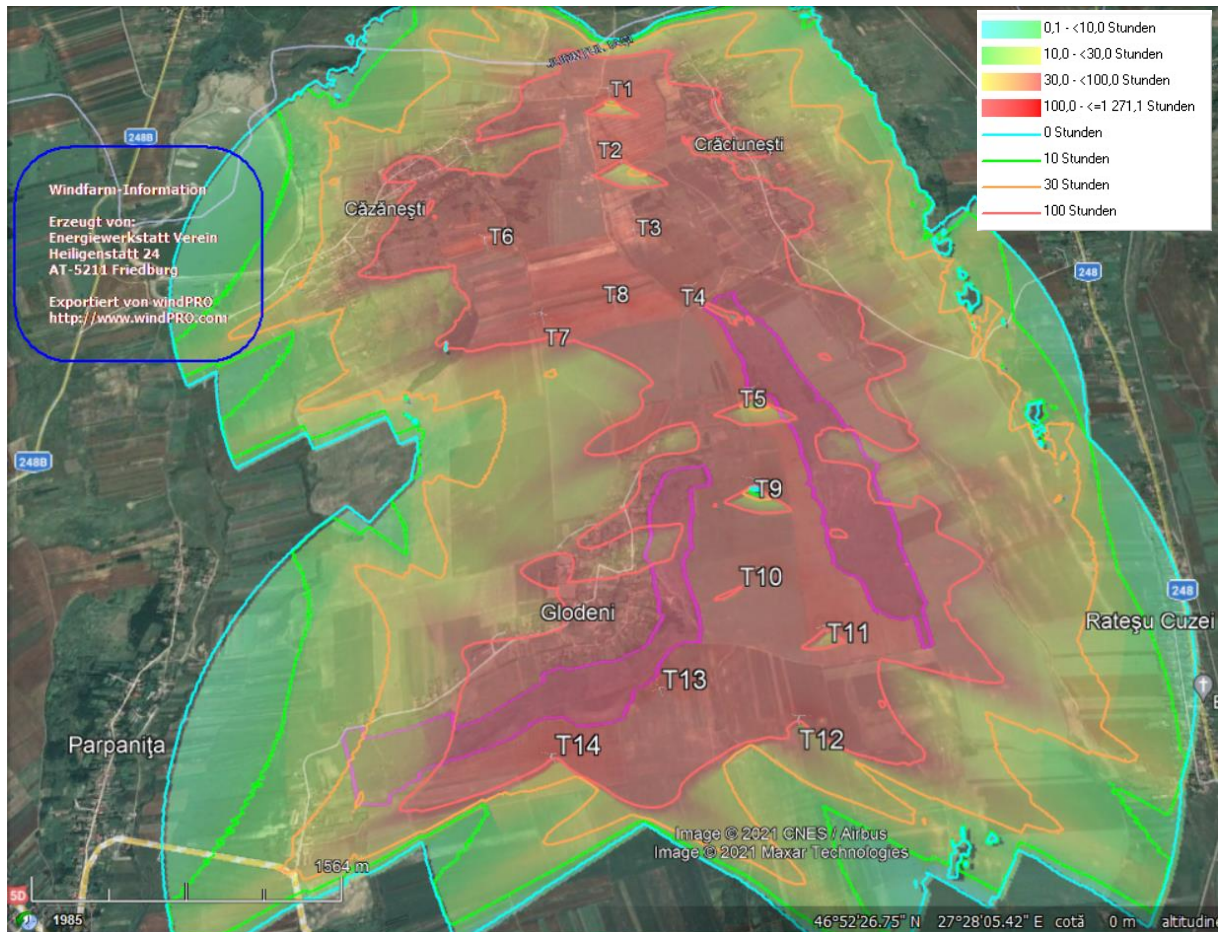 0,1 - <10,0 Stunden
10,0 - <30,0 Stunden
30,0 - <100,0 Stunden
100,0 - <=1 271,1 Stunden
0 Stunden
10 Stunden
30 Stunden
100 Stunden
T1
248B
T2
Crăciunești
Windfarm-Information
Erzeugt von:
Energiewerkstatt Verein
Heiligenstatt 24
AT-5211 Friedburg
Exportiert von windPRO
http://www.windPRO.com
Căzănești
T6
T3
248
T8
T4
T7
T5
248B
T9
T10
248
Glodeni
T11
Rateșu Cuzei
T13
Parpanița
T14
T12
Image © 2021 CNES / Airbus
Image © 2021 Maxar Technologies
1564 m
5D
1985
46°52'26.75" N 27°28'05.42" E cotă 0 m altitudine